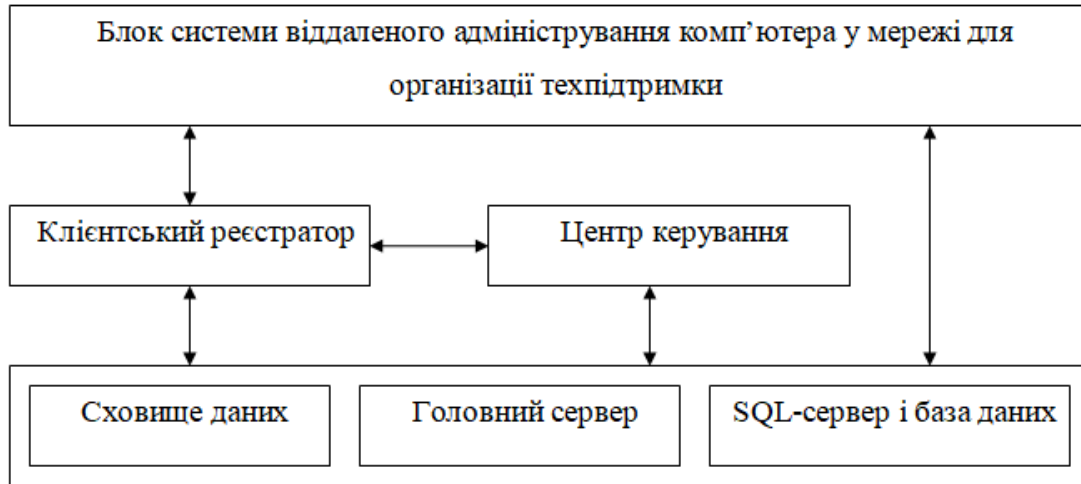 Блок системи віддаленого адміністрування комп’ютера у мережі для
організації техпідтримки
Клієнтський реєстратор
Центр керування
Сховище даних
Головний сервер
SQL-сервер і база даних